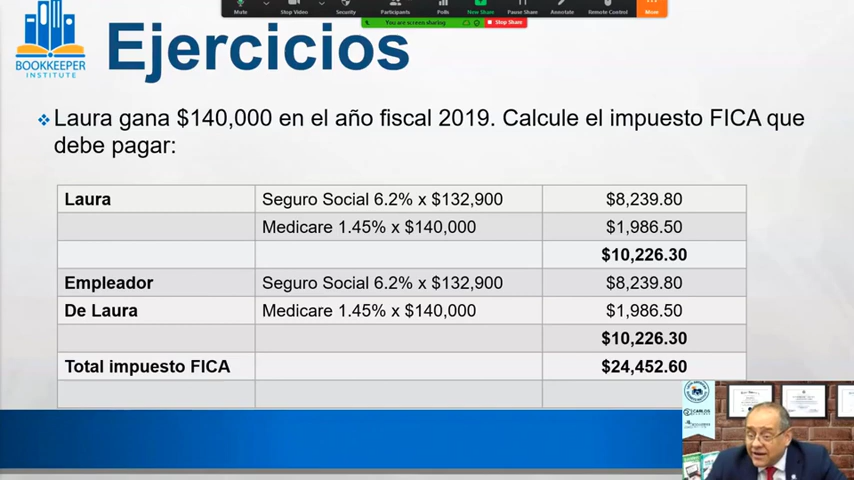 Mute
Stop Video
Security
Participants
Polls
New Share
Pause Share
Annotate
Remote Control
More
You are screen sharing
Stop Share
BOOKKEEPER
INSTITUTE
Ejercicios
Laura gana $140,000 en el año fiscal 2019. Calcule el impuesto FICA que
debe pagar:
Laura Seguro Social 6.2% x $132,900 $8,239.80
Medicare 1.45% x $140,000 $1,986.50
$10,226.30
Empleador Seguro Social 6.2% x $132,900 $8,239.80
De Laura Medicare 1.45% x $140,000 $1,986.50
$10,226.30
Total impuesto FICA $24,452.60
CARLOS